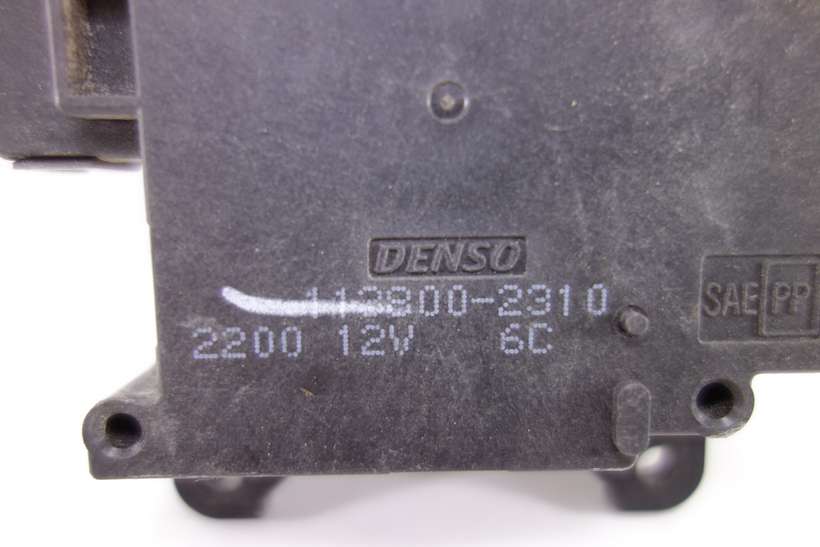 DENSO
113800-2310
2200 12V 6C
SAE PP